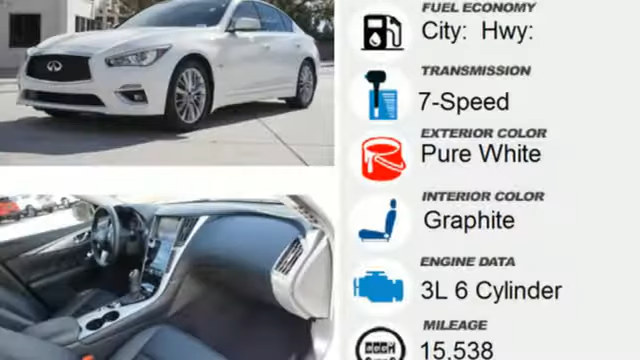 FUEL ECONOMY
City: Hwy:
TRANSMISSION
7-Speed
EXTERIOR COLOR
Pure White
INTERIOR COLOR
Graphite
ENGINE DATA
3L 6 Cylinder
MILEAGE
15,538